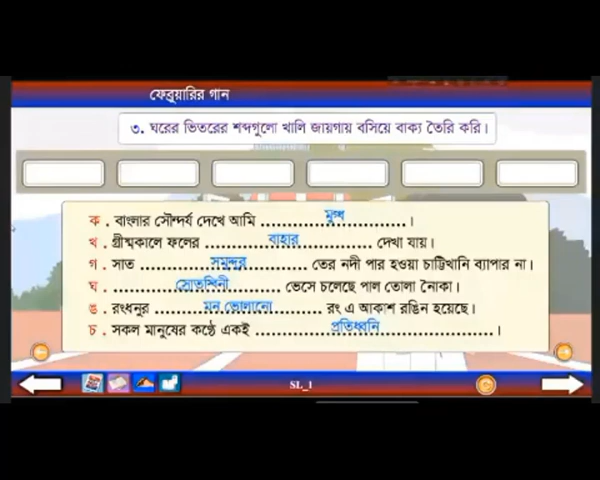 ফেব্রুয়ারির গান
৩. ঘরের ভিতরের শব্দগুলো খালি জায়গায় বসিয়ে বাক্য তৈরি করি।
ক . বাংলার সৌন্দর্য দেখে আমি ....................মুগ্ধ.................... ।
খ . গ্রীষ্মকালে ফলের ....................বাহার.................... দেখা যায়।
গ . সাত ....................সমুদ্দুর.................... তের নদী পার হওয়া চাট্টিখানি ব্যাপার না।
ঘ . ....................স্রোতস্বিনী.................... ভেসে চলেছে পাল তোলা নৌকা।
ঙ . রংধনুর ....................মন ভোলানো.................... রং এ আকাশ রঙিন হয়েছে।
চ . সকল মানুষের কণ্ঠে একই ....................প্রতিধ্বনি.................... ।
SL_1